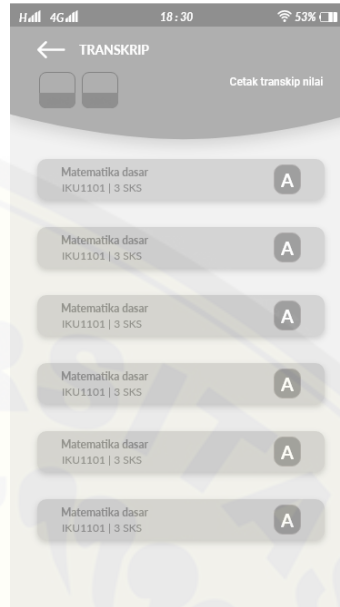 H 4G 18:30 53%
TRANSKRIP
Cetak transkip nilai
Matematika dasar
IKU1101 | 3 SKS
A
Matematika dasar
IKU1101 | 3 SKS
A
Matematika dasar
IKU1101 | 3 SKS
A
Matematika dasar
IKU1101 | 3 SKS
A
Matematika dasar
IKU1101 | 3 SKS
A
Matematika dasar
IKU1101 | 3 SKS
A